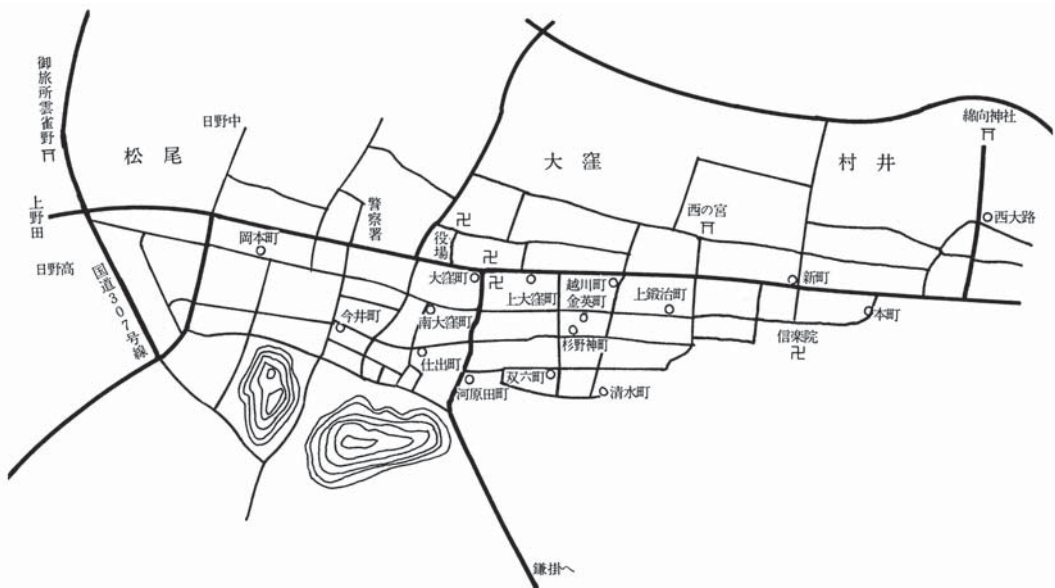 御旅所雲雀野
日野中
松尾
大窪
村井
綿向神社
西大路
警察署
西の宮
上野田
岡本町
役場
日野高
国道307号線
大窪町
上大窪町
越川町
金英町
上鍛治町
新町
本町
今井町
南大窪町
杉野神町
信楽院
仕出町
河原田町
双六町
清水町
鎌掛へ